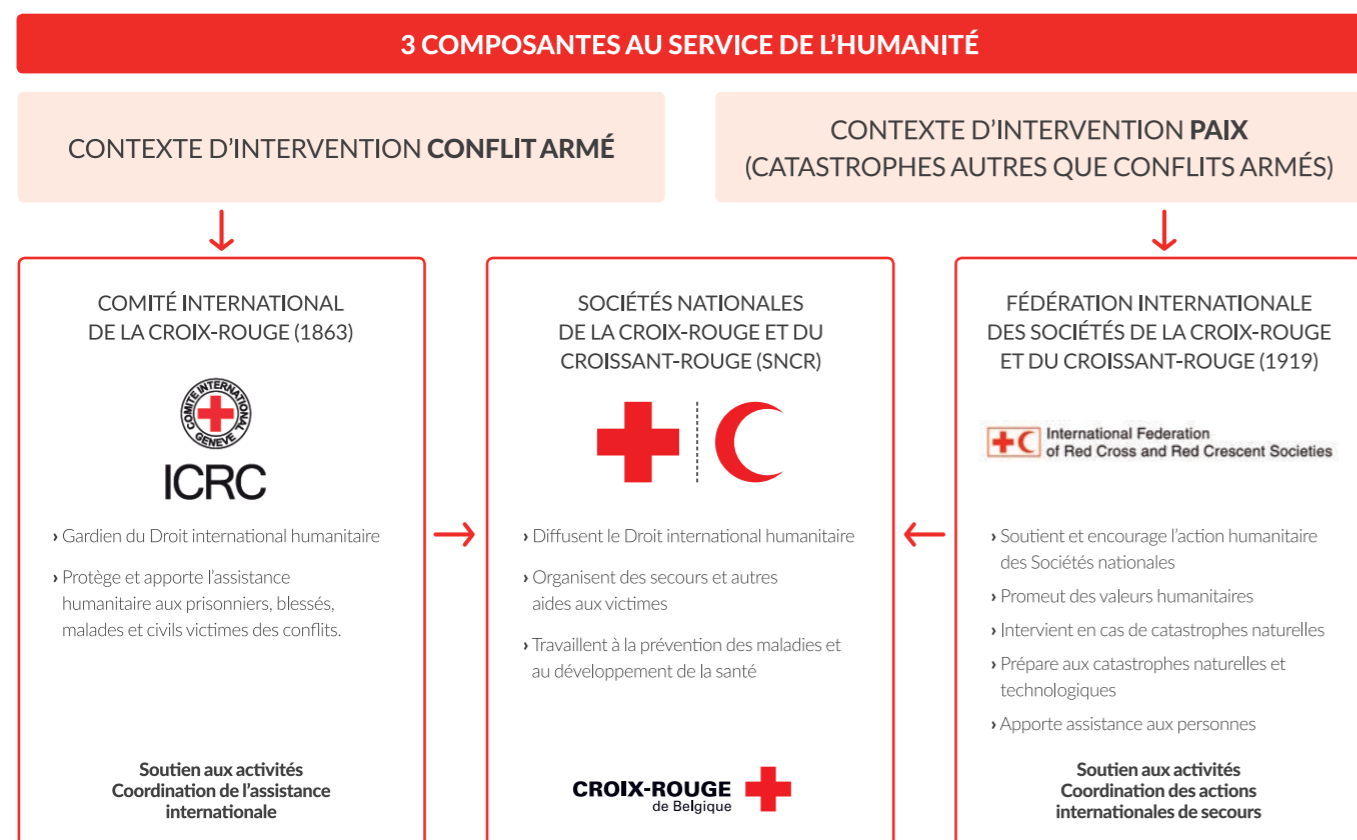 3 COMPOSANTES AU SERVICE DE L'HUMANITÉ
CONTEXTE D'INTERVENTION CONFLIT ARMÉ
CONTEXTE D'INTERVENTION PAIX
(CATASTROPHES AUTRES QUE CONFLITS ARMÉS)
COMITÉ INTERNATIONAL
DE LA CROIX-ROUGE (1863)
COMITÉ INTERNATIONAL
GENEVE
ICRC
› Gardien du Droit international humanitaire
› Protège et apporte l'assistance
humanitaire aux prisonniers, blessés,
malades et civils victimes des conflits.
Soutien aux activités
Coordination de l'assistance
internationale
SOCIÉTÉS NATIONALES
DE LA CROIX-ROUGE ET DU
CROISSANT-ROUGE (SNCR)
› Diffusent le Droit international humanitaire
› Organisent des secours et autres
aides aux victimes
› Travaillent à la prévention des maladies et
au développement de la santé
CROIX-ROUGE
de Belgique
FÉDÉRATION INTERNATIONALE
DES SOCIÉTÉS DE LA CROIX-ROUGE
ET DU CROISSANT-ROUGE (1919)
International Federation
of Red Cross and Red Crescent Societies
› Soutient et encourage l'action humanitaire
des Sociétés nationales
› Promeut des valeurs humanitaires
› Intervient en cas de catastrophes naturelles
› Prépare aux catastrophes naturelles et
technologiques
› Apporte assistance aux personnes
Soutien aux activités
Coordination des actions
internationales de secours